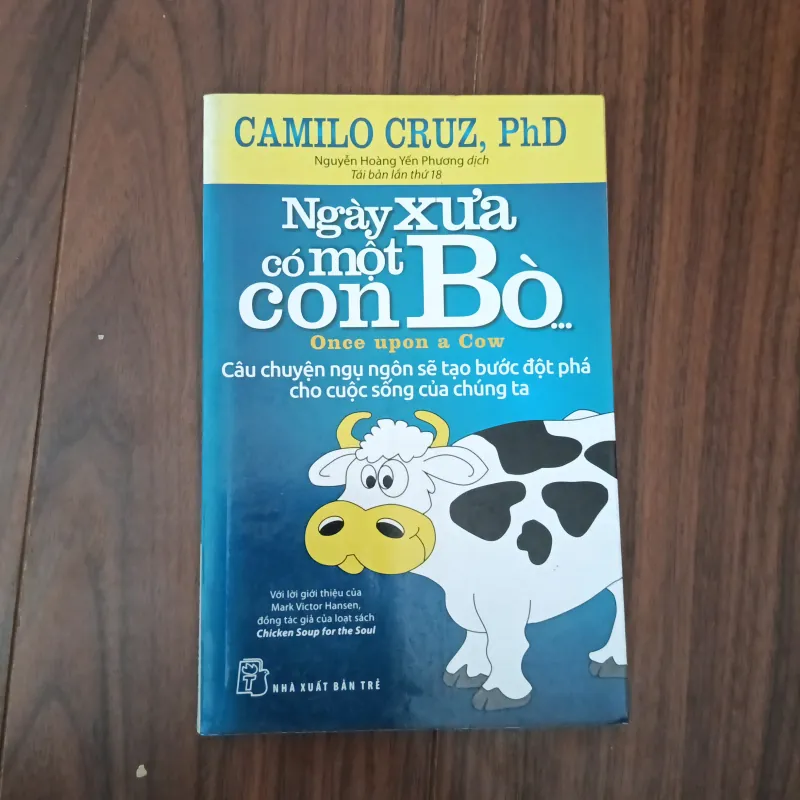 CAMILO CRUZ, PhD
Nguyễn Hoàng Yến Phương dịch
Tái bản lần thứ 18
Ngày xưa
có một
con Bò...
Once upon a Cow
Câu chuyện ngụ ngôn sẽ tạo bước đột phá
cho cuộc sống của chúng ta
Với lời giới thiệu của
Mark Victor Hansen,
đồng tác giả của loạt sách
Chicken Soup for the Soul
NHÀ XUẤT BẢN TRẺ